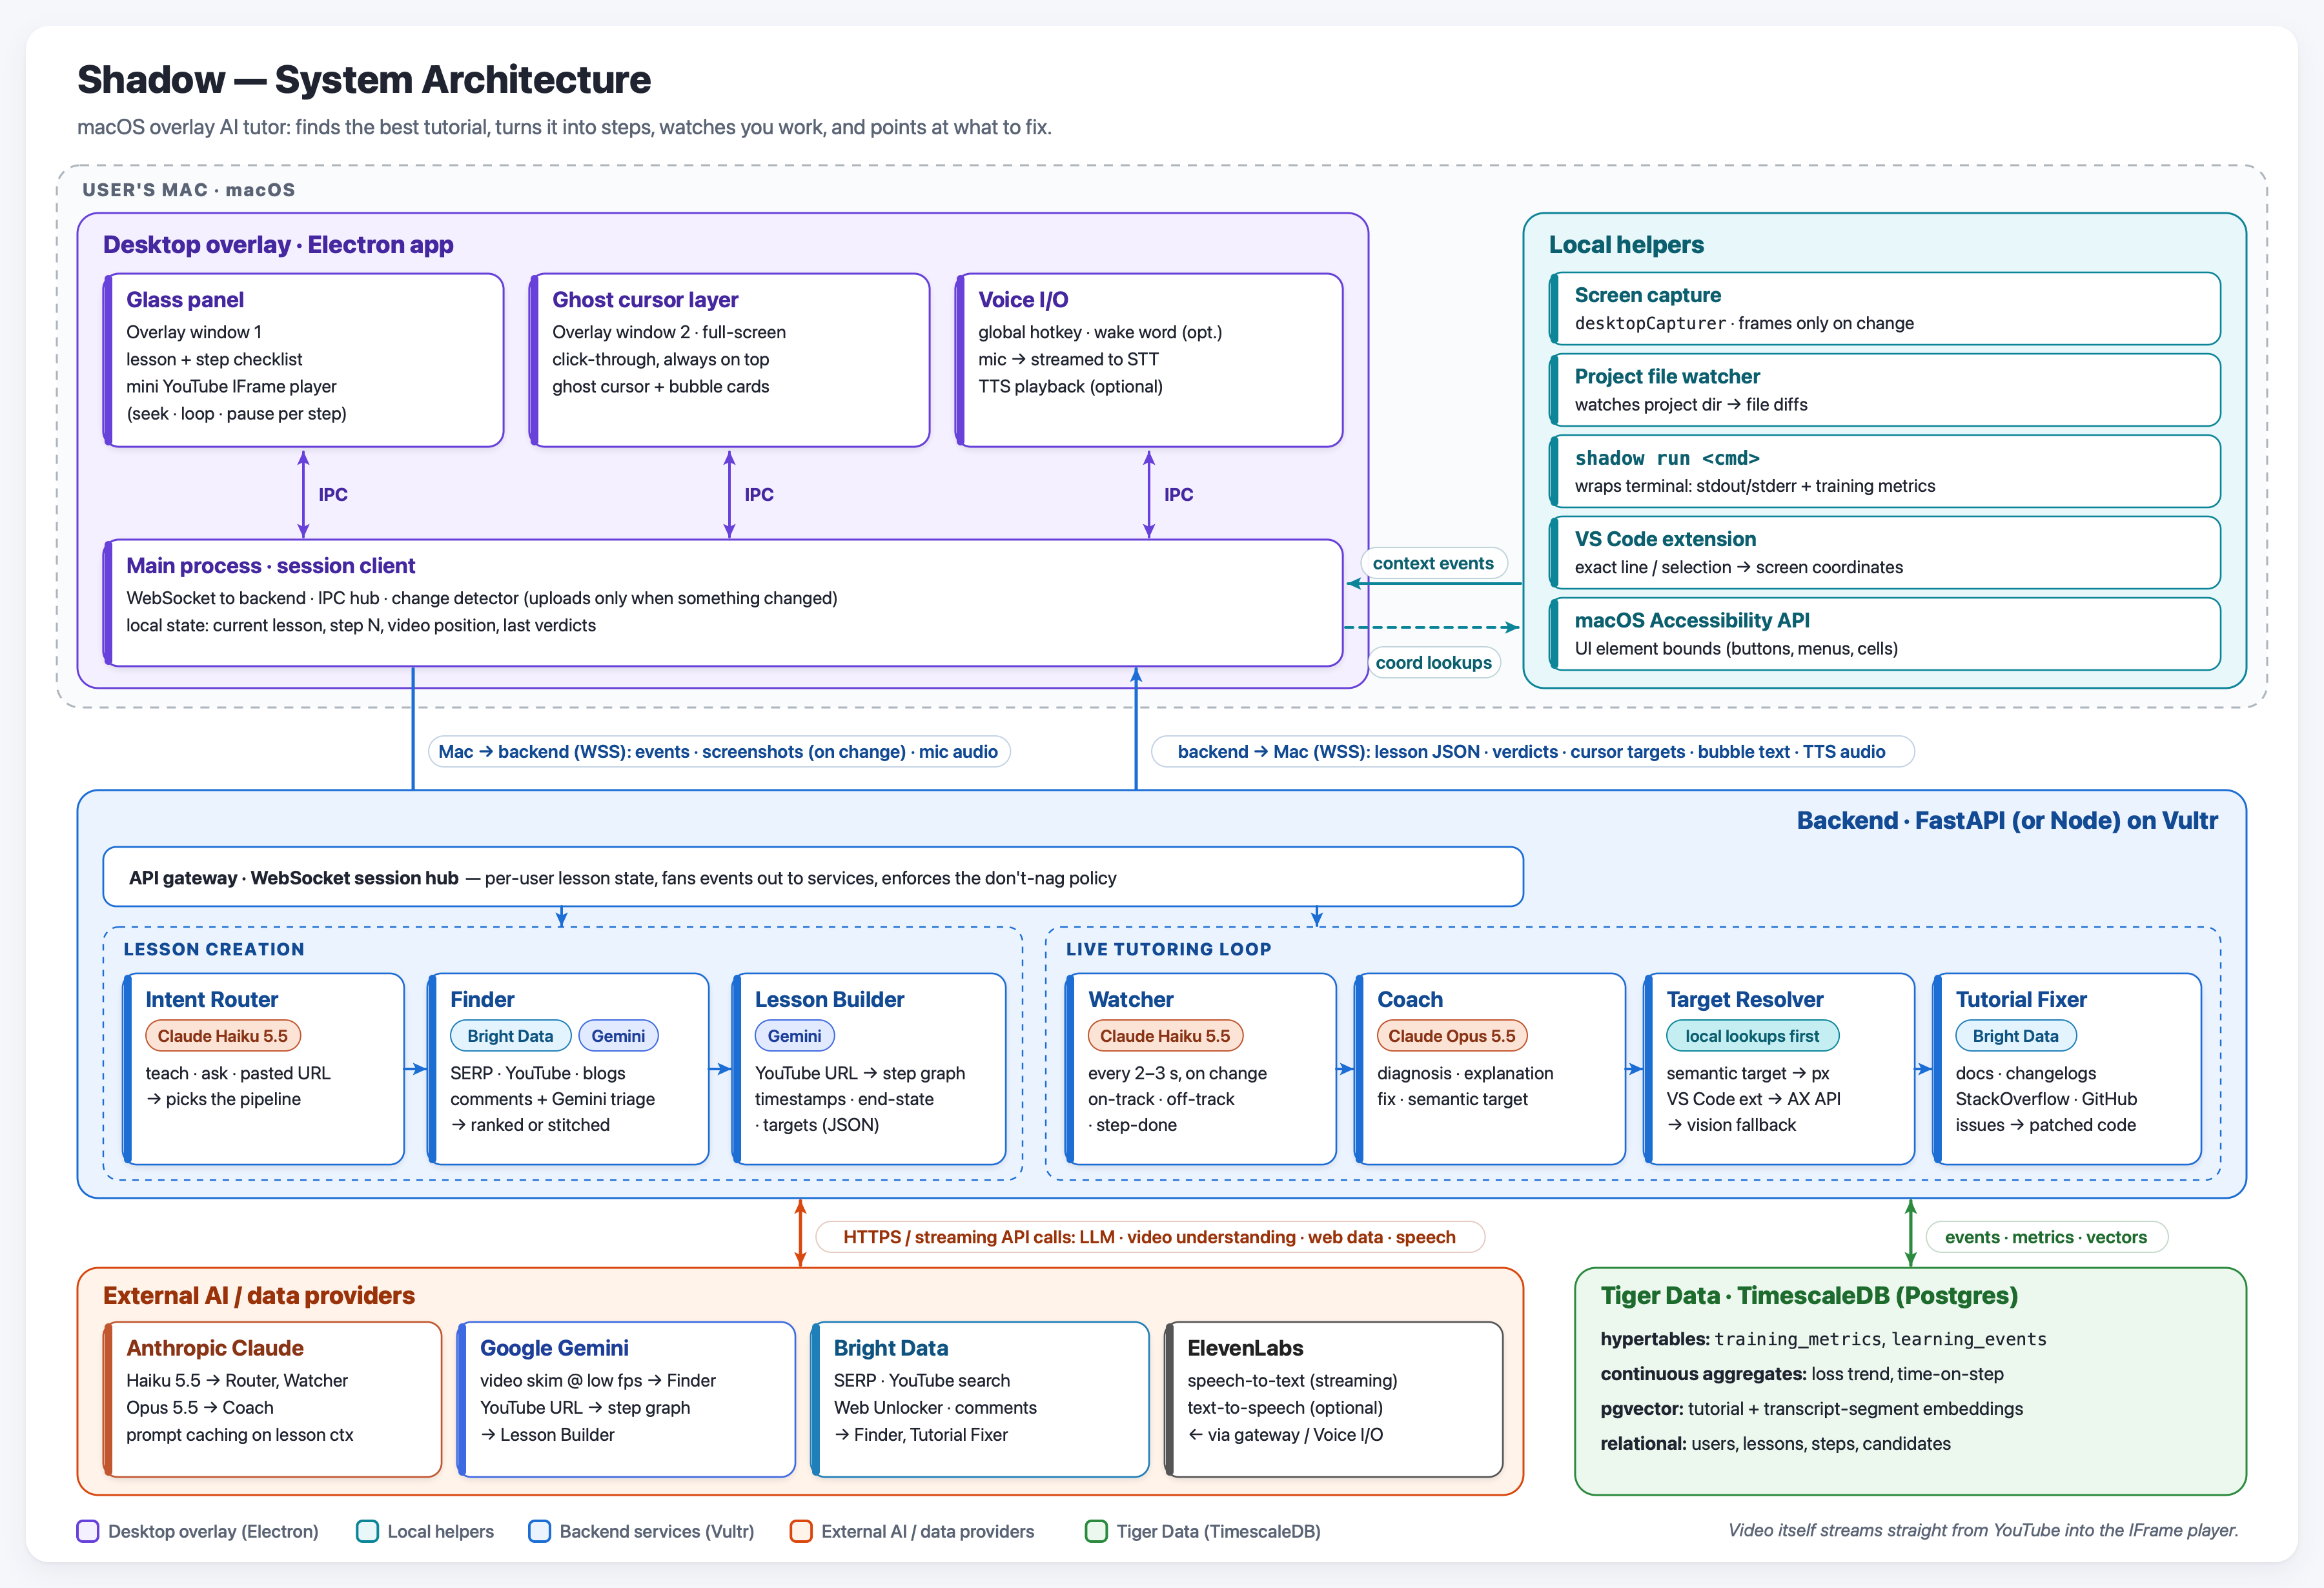 Shadow — System Architecture
macOS overlay AI tutor: finds the best tutorial, turns it into steps, watches you work, and points at what to fix.
USER'S MAC · macOS
Desktop overlay · Electron app
Glass panel
Overlay window 1
lesson + step checklist
mini YouTube IFrame player
(seek · loop · pause per step)
Ghost cursor layer
Overlay window 2 · full-screen
click-through, always on top
ghost cursor + bubble cards
Voice I/O
global hotkey · wake word (opt.)
mic → streamed to STT
TTS playback (optional)
IPC
IPC
IPC
Main process · session client
WebSocket to backend · IPC hub · change detector (uploads only when something changed)
local state: current lesson, step N, video position, last verdicts
context events
coord lookups
Local helpers
Screen capture
desktopCapturer · frames only on change
Project file watcher
watches project dir → file diffs
shadow run <cmd>
wraps terminal: stdout/stderr + training metrics
VS Code extension
exact line / selection → screen coordinates
macOS Accessibility API
UI element bounds (buttons, menus, cells)
Mac → backend (WSS): events · screenshots (on change) · mic audio
backend → Mac (WSS): lesson JSON · verdicts · cursor targets · bubble text · TTS audio
Backend · FastAPI (or Node) on Vultr
API gateway · WebSocket session hub — per-user lesson state, fans events out to services, enforces the don't-nag policy
LESSON CREATION
Intent Router
Claude Haiku 5.5
teach · ask · pasted URL
→ picks the pipeline
Finder
Bright Data Gemini
SERP · YouTube · blogs
comments + Gemini triage
→ ranked or stitched
Lesson Builder
Gemini
YouTube URL → step graph
timestamps · end-state
· targets (JSON)
LIVE TUTORING LOOP
Watcher
Claude Haiku 5.5
every 2–3 s, on change
on-track · off-track
· step-done
Coach
Claude Opus 5.5
diagnosis · explanation
fix · semantic target
Target Resolver
local lookups first
semantic target → px
VS Code ext → AX API
→ vision fallback
Tutorial Fixer
Bright Data
docs · changelogs
StackOverflow · GitHub
issues → patched code
HTTPS / streaming API calls: LLM · video understanding · web data · speech
events · metrics · vectors
External AI / data providers
Anthropic Claude
Haiku 5.5 → Router, Watcher
Opus 5.5 → Coach
prompt caching on lesson ctx
Google Gemini
video skim @ low fps → Finder
YouTube URL → step graph
→ Lesson Builder
Bright Data
SERP · YouTube search
Web Unlocker · comments
→ Finder, Tutorial Fixer
ElevenLabs
speech-to-text (streaming)
text-to-speech (optional)
← via gateway / Voice I/O
Tiger Data · TimescaleDB (Postgres)
hypertables: training_metrics, learning_events
continuous aggregates: loss trend, time-on-step
pgvector: tutorial + transcript-segment embeddings
relational: users, lessons, steps, candidates
Desktop overlay (Electron)
Local helpers
Backend services (Vultr)
External AI / data providers
Tiger Data (TimescaleDB)
Video itself streams straight from YouTube into the IFrame player.